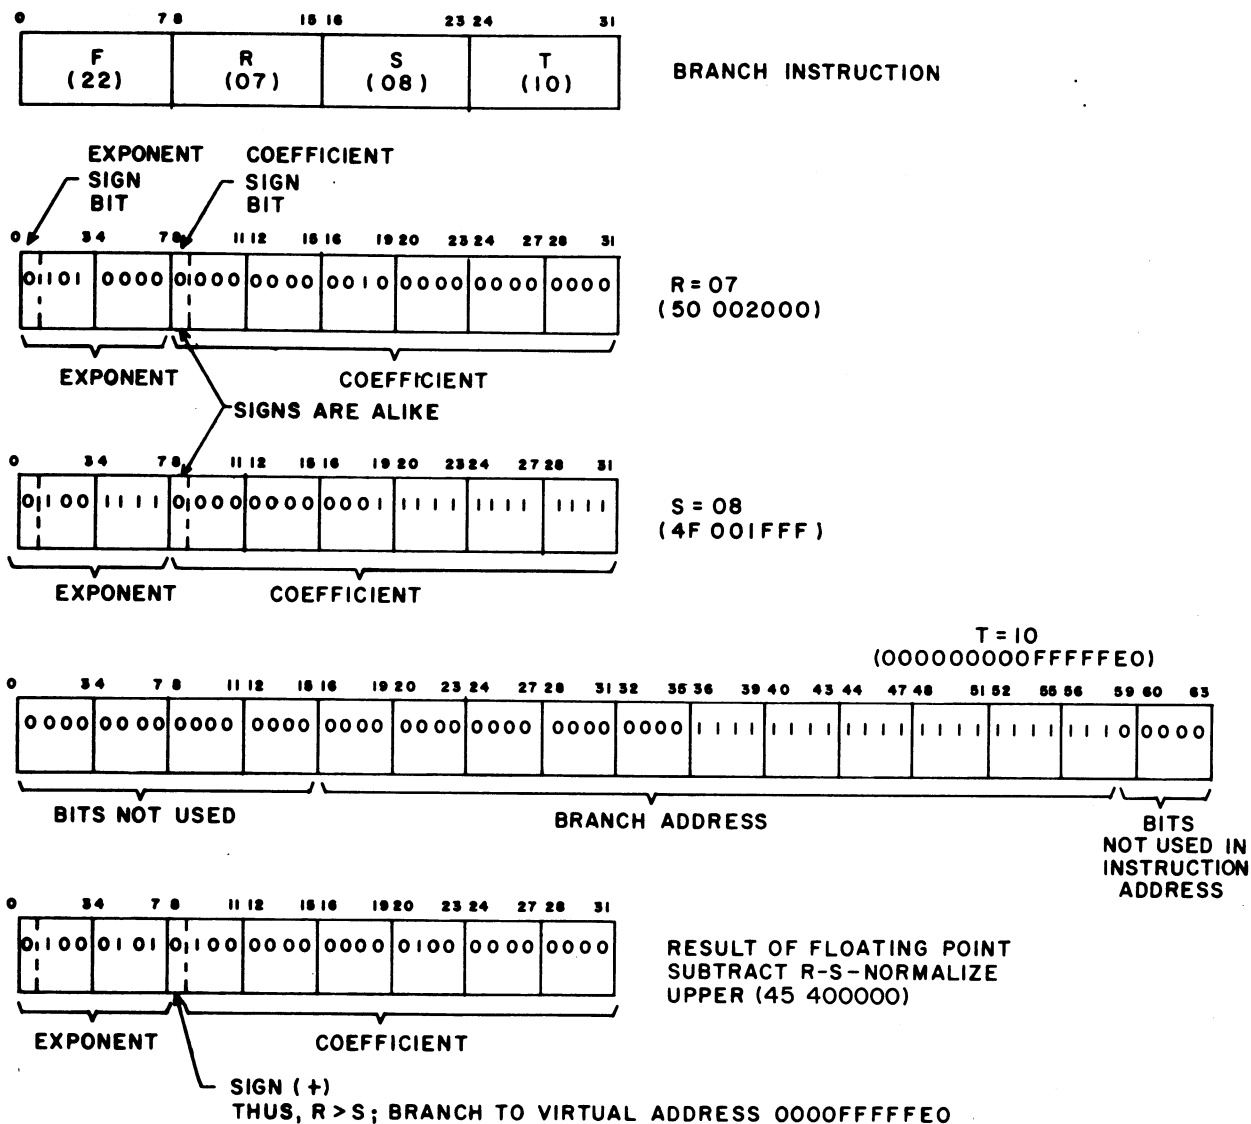 0 7 8 15 16 23 24 31
F R S T
(22) (07) (08) (10)
BRANCH INSTRUCTION
EXPONENT
SIGN
BIT
COEFFICIENT
SIGN
BIT
0 3 4 7 8 11 12 15 16 19 20 23 24 27 28 31
0101 0000 0000 0000 0010 0000 0000 0000
R = 07
(50 002000)
EXPONENT COEFFICIENT
SIGNS ARE ALIKE
0 3 4 7 8 11 12 15 16 19 20 23 24 27 28 31
0100 1111 0000 0000 0001 1111 1111 1111
S = 08
(4F 001FFF)
EXPONENT COEFFICIENT
T = 10
(000000000FFFFFE0)
0 3 4 7 8 11 12 15 16 19 20 23 24 27 28 31 32 35 36 39 40 43 44 47 48 51 52 55 56 59 60 63
0000 0000 0000 0000 0000 0000 0000 0000 0000 1111 1111 1111 1111 1111 1110 0000
BITS NOT USED
BRANCH ADDRESS
BITS
NOT USED IN
INSTRUCTION
ADDRESS
0 3 4 7 8 11 12 15 16 19 20 23 24 27 28 31
0100 0101 0100 0000 0000 0100 0000 0000
RESULT OF FLOATING POINT
SUBTRACT R-S-NORMALIZE
UPPER (45 400000)
EXPONENT COEFFICIENT
SIGN (+)
THUS, R > S; BRANCH TO VIRTUAL ADDRESS 0000FFFFFFE0